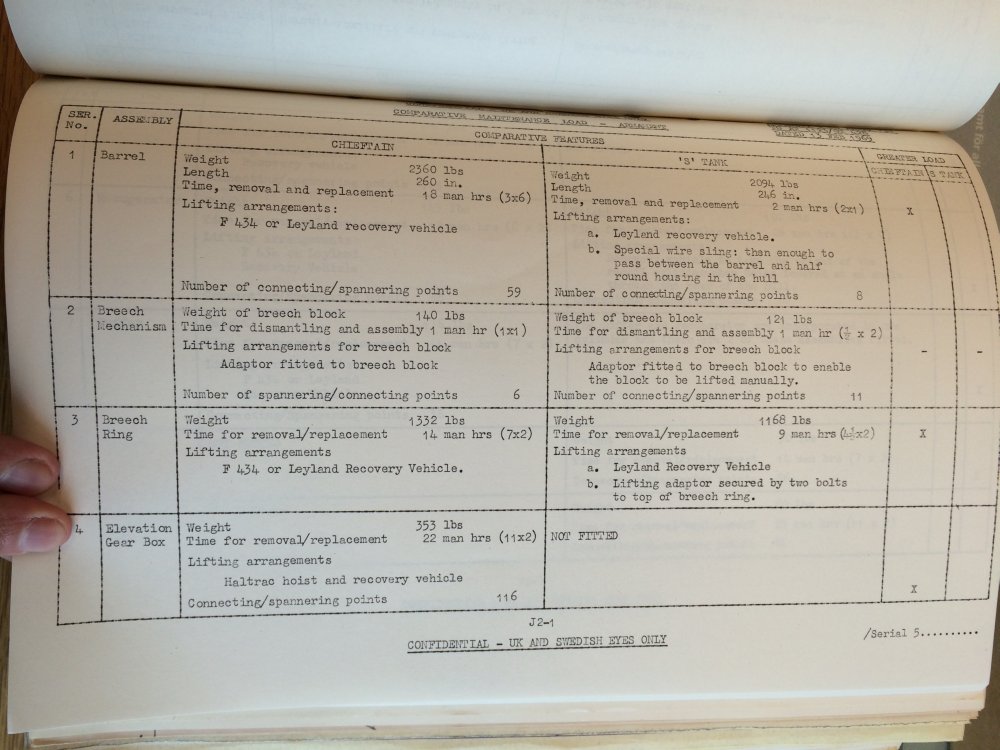 COMPARATIVE MAINTENANCE LOAD - ARMAMENT
DATED 13 FEB 1969
SER. No. ASSEMBLY COMPARATIVE FEATURES GREATER LOAD
CHIEFTAIN 'S' TANK CHIEFTAIN S TANK
1 Barrel
Weight 2360 lbs
Length 260 in.
Time, removal and replacement 18 man hrs (3x6)
Lifting arrangements:
F 434 or Leyland recovery vehicle
Number of connecting/spannering points 59
Weight 2094 lbs
Length 246 in.
Time, removal and replacement 2 man hrs (2x1)
X
Lifting arrangements:
a. Leyland recovery vehicle.
b. Special wire sling: then enough to
pass between the barrel and half
round housing in the hull
Number of connecting/spannering points 8
2 Breech Mechanism
Weight of breech block 140 lbs
Time for dismantling and assembly 1 man hr (1x1)
Lifting arrangements for breech block
Adaptor fitted to breech block
Number of spannering/connecting points 6
Weight of breech block 121 lbs
Time for dismantling and assembly 1 man hr (½ x 2)
Lifting arrangements for breech block
- -
Adaptor fitted to breech block to enable
the block to be lifted manually.
Number of connecting/spannering points 11
3 Breech Ring
Weight 1332 lbs
Time for removal/replacement 14 man hrs (7x2)
Lifting arrangements
F 434 or Leyland Recovery Vehicle.
Weight 1168 lbs
Time for removal/replacement 9 man hrs (4½x2)
X
Lifting arrangements
a. Leyland Recovery Vehicle
b. Lifting adaptor secured by two bolts
to top of breech ring.
4 Elevation Gear Box
Weight 353 lbs
Time for removal/replacement 22 man hrs (11x2)
Lifting arrangements
Haltrac hoist and recovery vehicle
Connecting/spannering points 116
NOT FITTED
X
J2-1
CONFIDENTIAL - UK AND SWEDISH EYES ONLY
/Serial 5..........